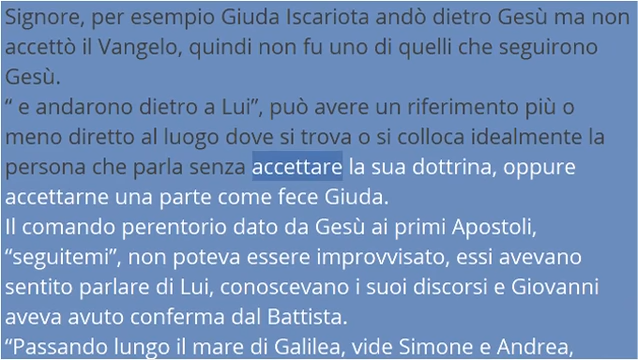 Signore, per esempio Giuda Iscariota andò dietro Gesù ma non
accettò il Vangelo, quindi non fu uno di quelli che seguirono
Gesù.
“ e andarono dietro a Lui”, può avere un riferimento più o
meno diretto al luogo dove si trova o si colloca idealmente la
persona che parla senza accettare la sua dottrina, oppure
accettarne una parte come fece Giuda.
Il comando perentorio dato da Gesù ai primi Apostoli,
“seguitemi”, non poteva essere improvvisato, essi avevano
sentito parlare di Lui, conoscevano i suoi discorsi e Giovanni
aveva avuto conferma dal Battista.
“Passando lungo il mare di Galilea, vide Simone e Andrea,